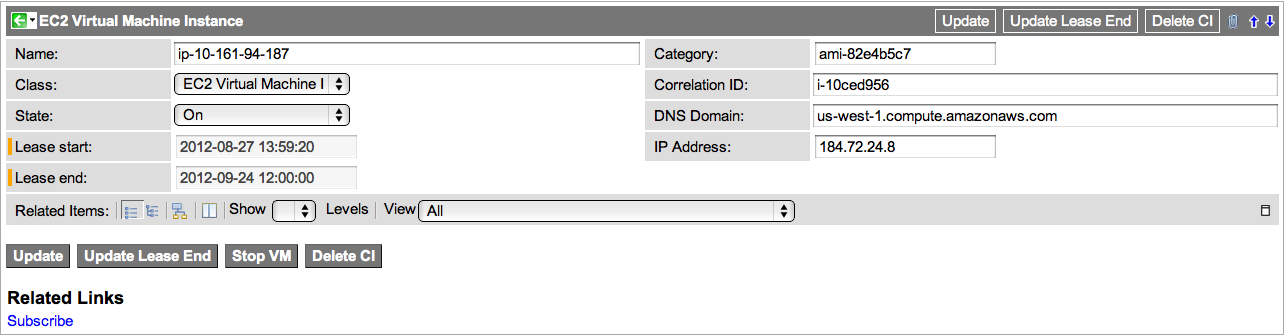 EC2 Virtual Machine Instance Update Update Lease End Delete CI
Name: ip-10-161-94-187 Category: ami-82e4b5c7
Class: EC2 Virtual Machine I Correlation ID: i-10ced956
State: On DNS Domain: us-west-1.compute.amazonaws.com
Lease start: 2012-08-27 13:59:20 IP Address: 184.72.24.8
Lease end: 2012-09-24 12:00:00
Related Items: Show Levels View All
Update Update Lease End Stop VM Delete CI
Related Links
Subscribe